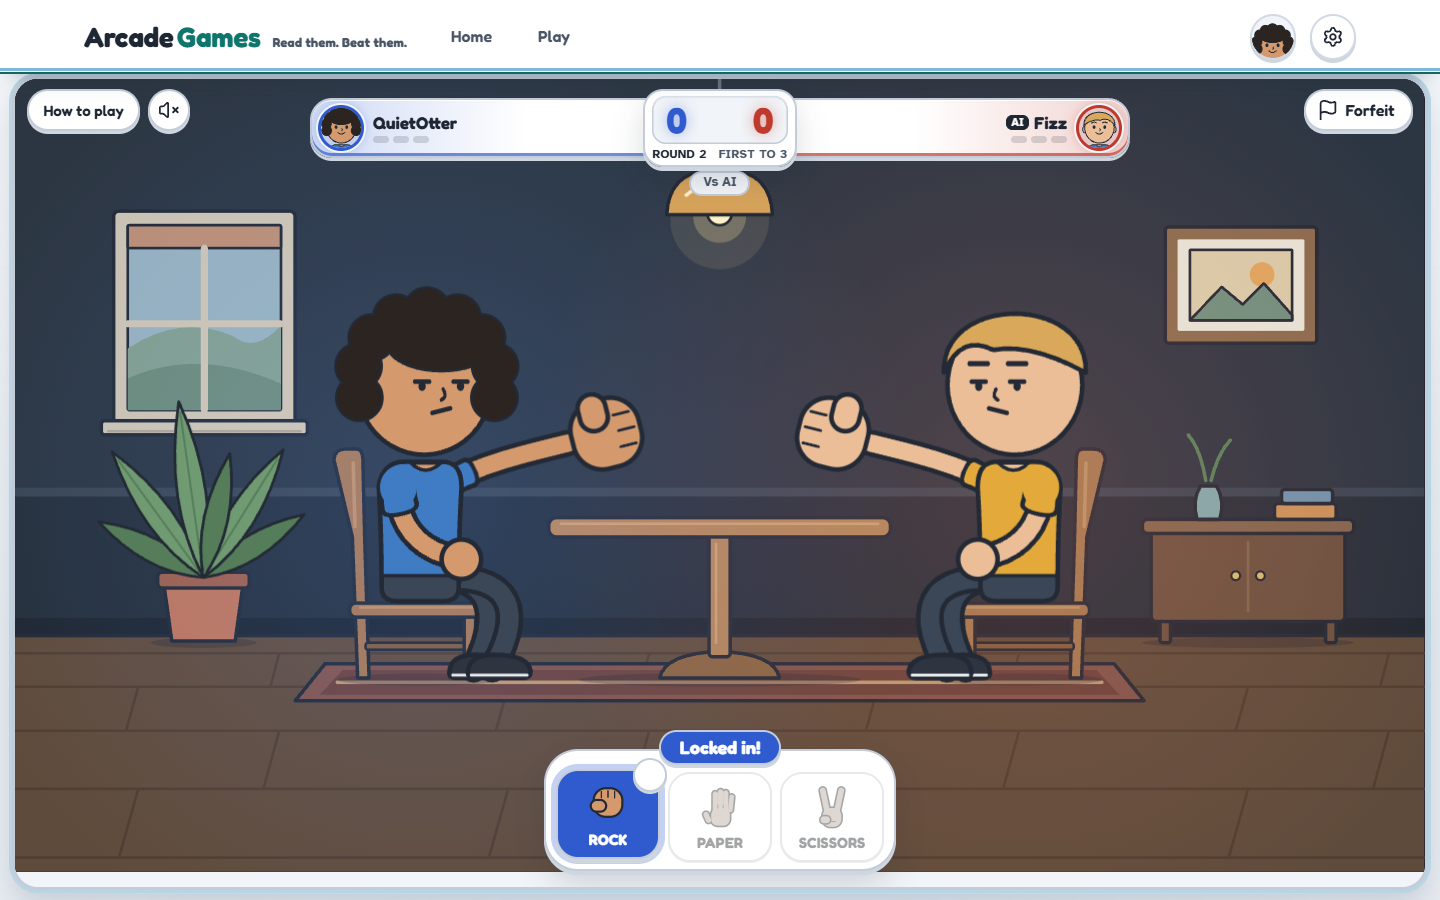 Arcade Games Read them. Beat them. Home Play
How to play
QuietOtter
0 0
AI Fizz
Forfeit
ROUND 2 FIRST TO 3
Vs AI
Locked in!
ROCK PAPER SCISSORS